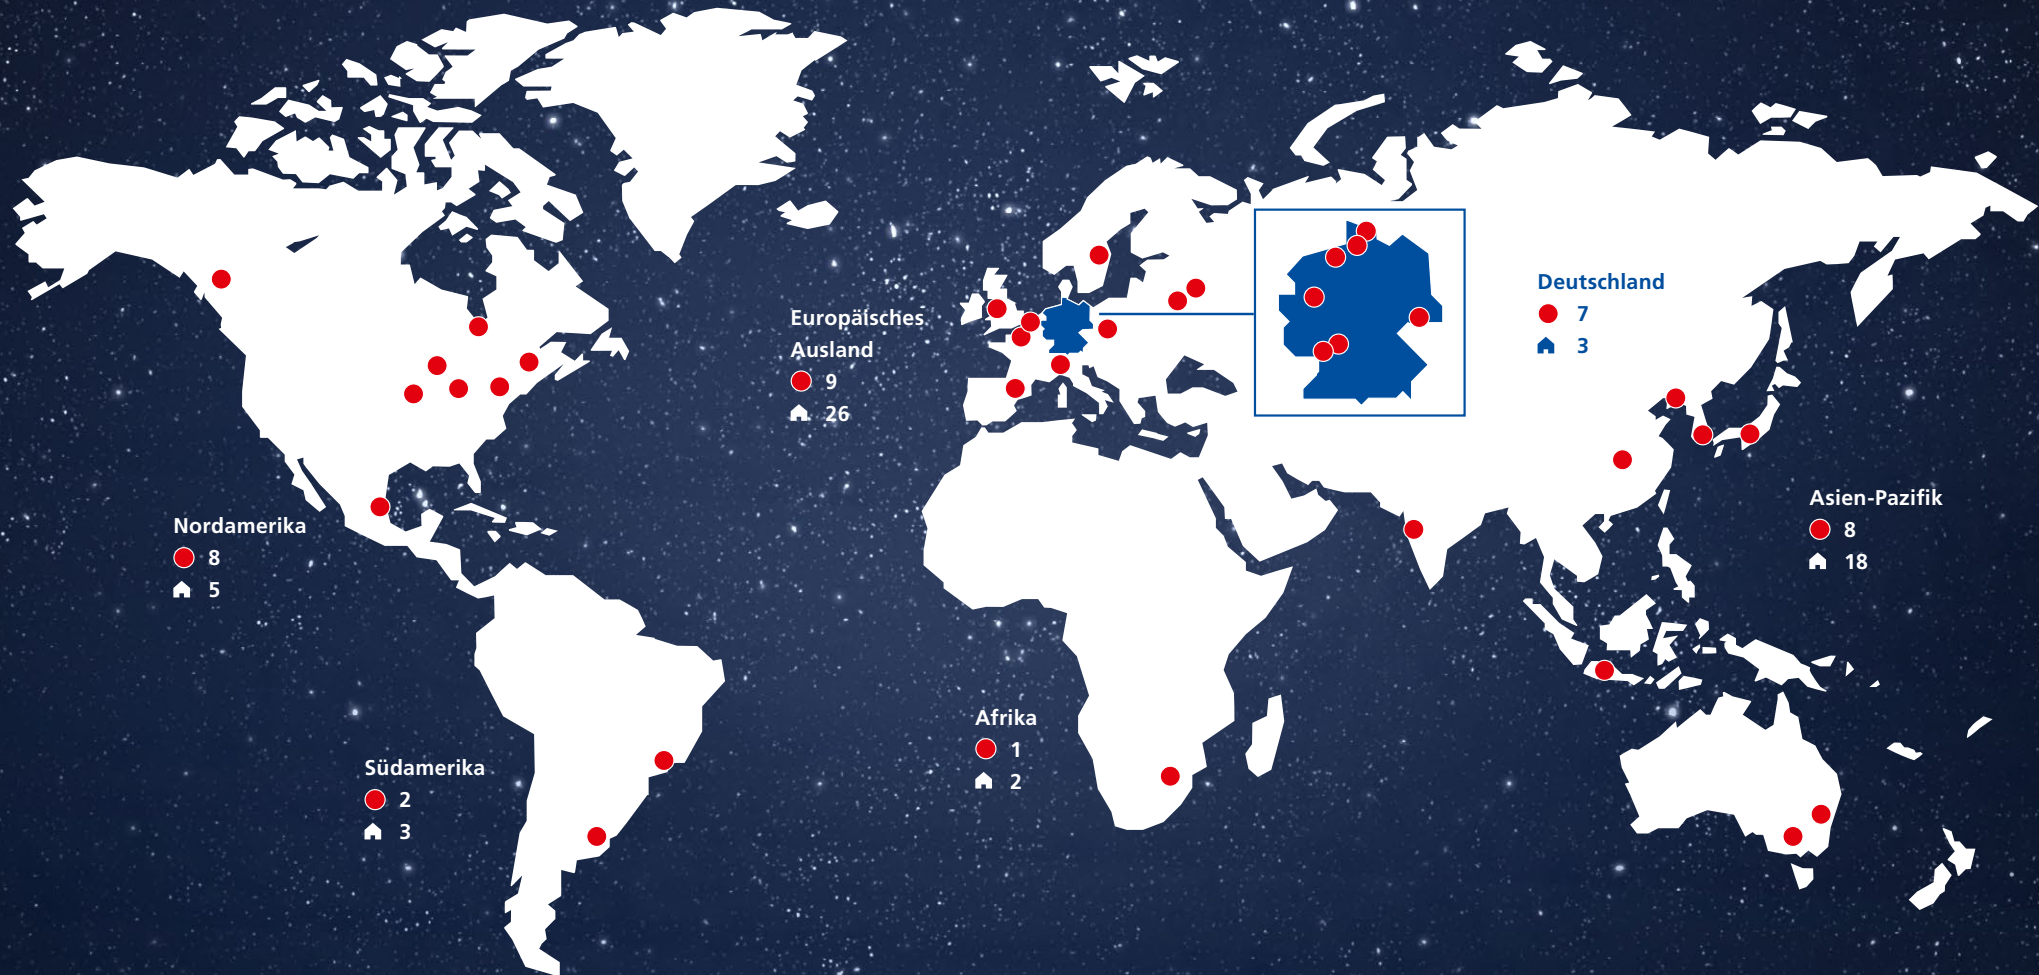 Deutschland
7
3
Europäisches
Ausland
9
26
Asien-Pazifik
8
18
Nordamerika
8
5
Afrika
1
2
Südamerika
2
3